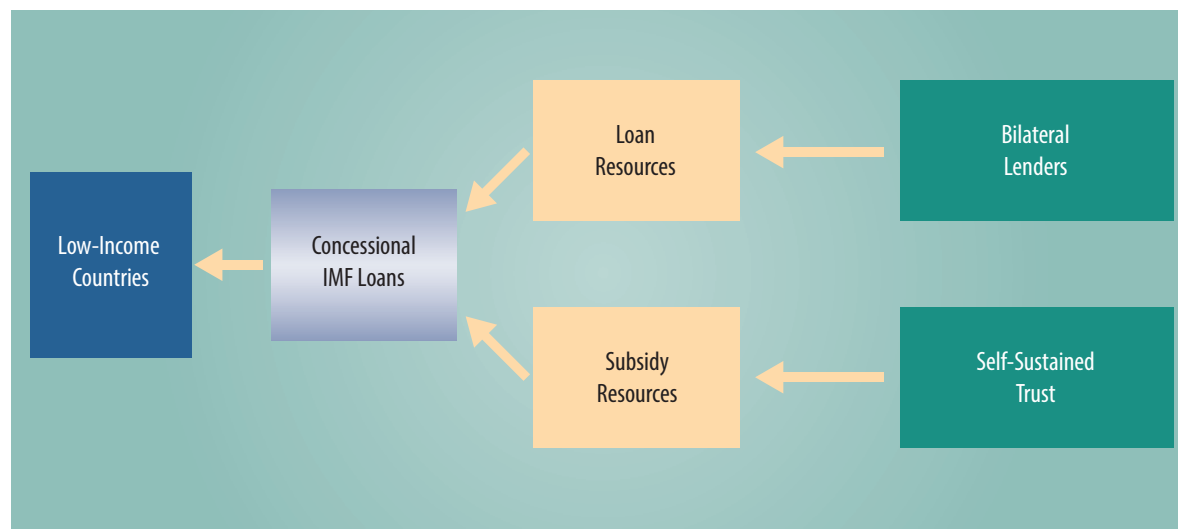 Low-Income
Countries
Concessional
IMF Loans
Loan
Resources
Subsidy
Resources
Bilateral
Lenders
Self-Sustained
Trust